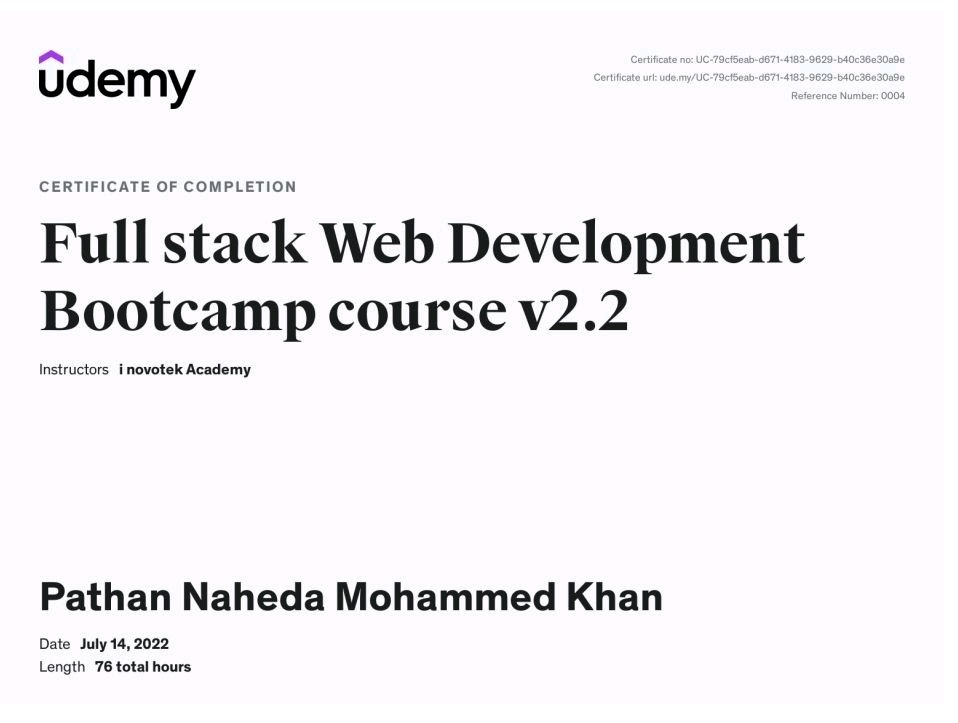 udemy
Certificate no: UC-79cf5eab-d671-4183-9629-b40c36e30a9e
Certificate url: ude.my/UC-79cf5eab-d671-4183-9629-b40c36e30a9e
Reference Number: 0004
CERTIFICATE OF COMPLETION
Full stack Web Development
Bootcamp course v2.2
Instructors i novotek Academy
Pathan Naheda Mohammed Khan
Date July 14, 2022
Length 76 total hours